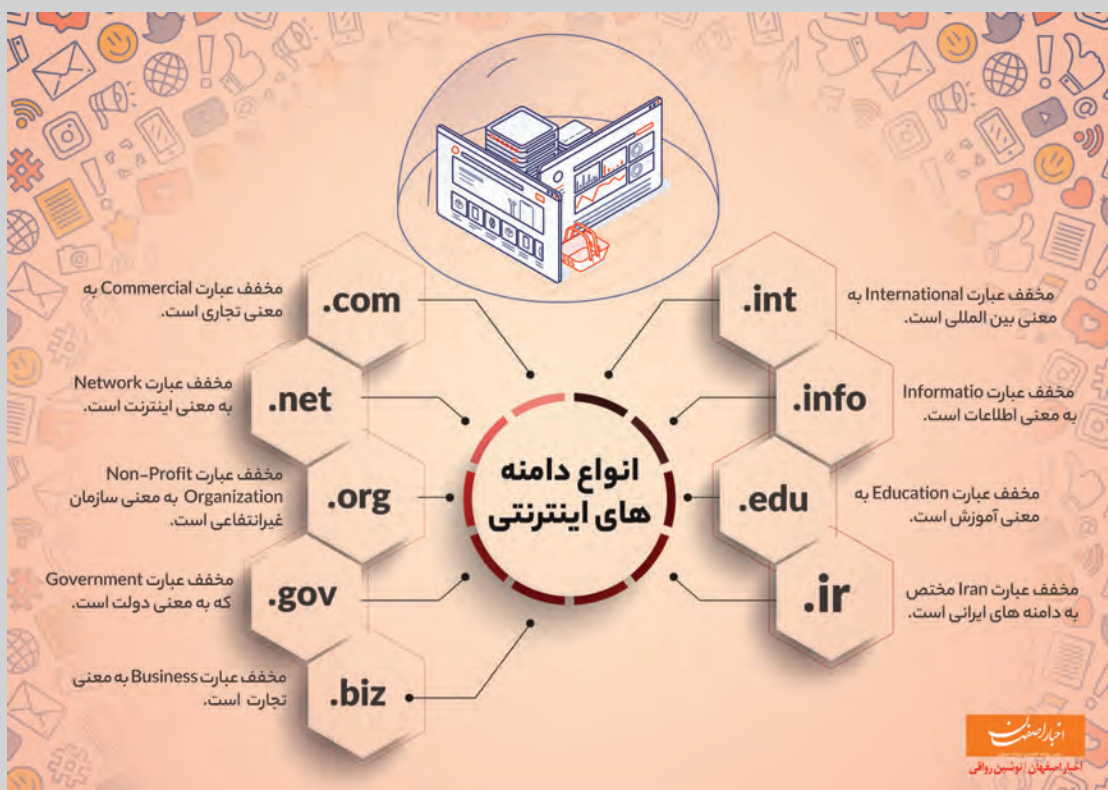 انواع دامنه
های اینترنتی
.int
مخفف عبارت International به
معنی بین المللی است.
.info
مخفف عبارت Informatio
به معنی اطلاعات است.
.edu
مخفف عبارت Education به
معنی آموزش است.
.ir
مخفف عبارت Iran مختص
به دامنه های ایرانی است.
.com
مخفف عبارت Commercial به
معنی تجاری است.
.net
مخفف عبارت Network
به معنی اینترنت است.
.org
مخفف عبارت Non-Profit
Organization به معنی سازمان
غیرانتفاعی است.
.gov
مخفف عبارت Government
که به معنی دولت است.
.biz
مخفف عبارت Business به معنی
تجارت است.
اخبار اصفهان
اخبار اصفهان / نوشین رواقی